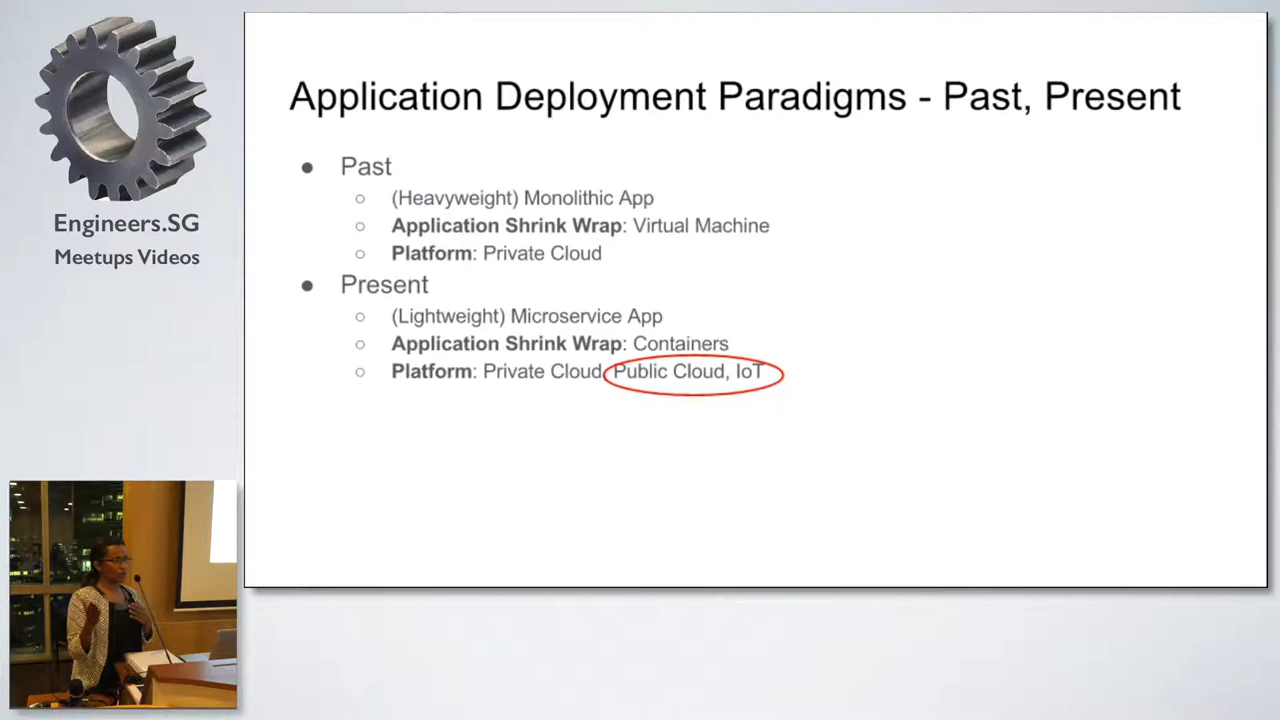 Engineers.SG
Meetups Videos
Application Deployment Paradigms - Past, Present
● Past
○ (Heavyweight) Monolithic App
○ Application Shrink Wrap: Virtual Machine
○ Platform: Private Cloud
● Present
○ (Lightweight) Microservice App
○ Application Shrink Wrap: Containers
○ Platform: Private Cloud, Public Cloud, IoT